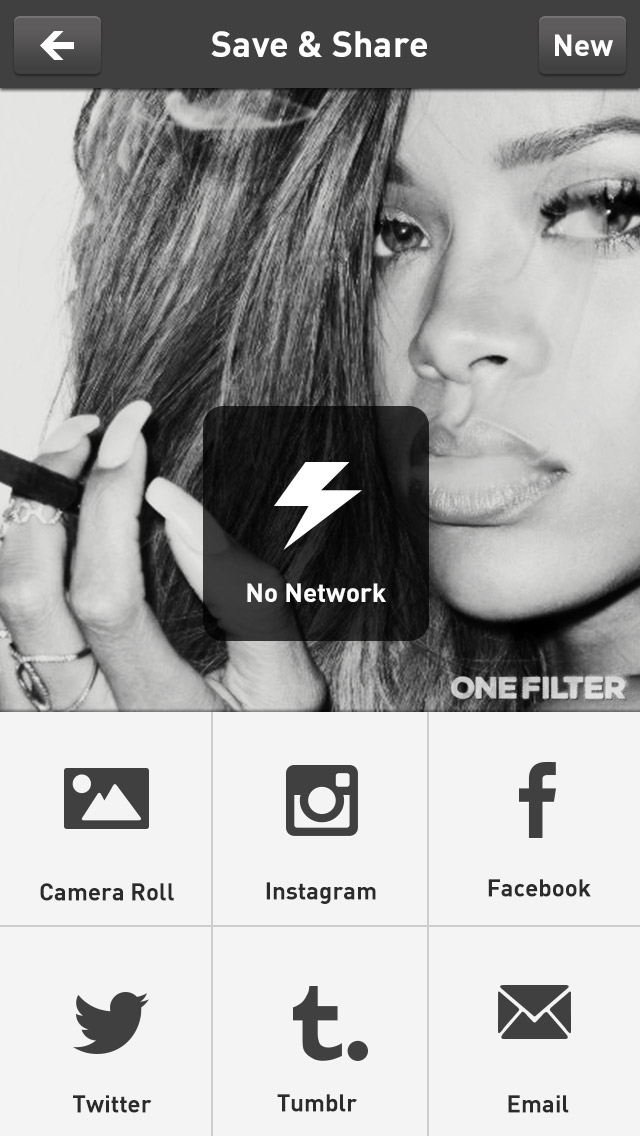 Save & Share
New
No Network
ONE FILTER
Camera Roll
Instagram
Facebook
Twitter
Tumblr
Email